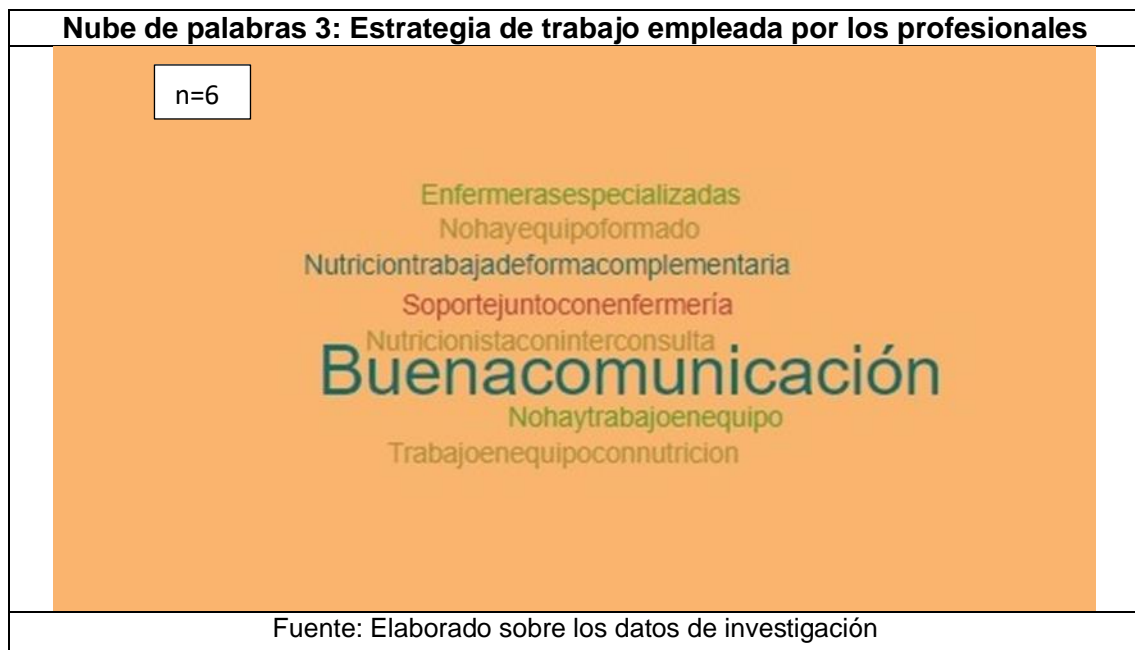 Nube de palabras 3: Estrategia de trabajo empleada por los profesionales
n=6
Enfermerasespecializadas
Nohayequipoformado
Nutriciontrabajadeformacomplementaria
Soportejuntoconenfermería
Nutricionistaconinterconsulta
Buenacomunicación
Nohaytrabajoenequipo
Trabajoenequipoconnutricion
Fuente: Elaborado sobre los datos de investigación